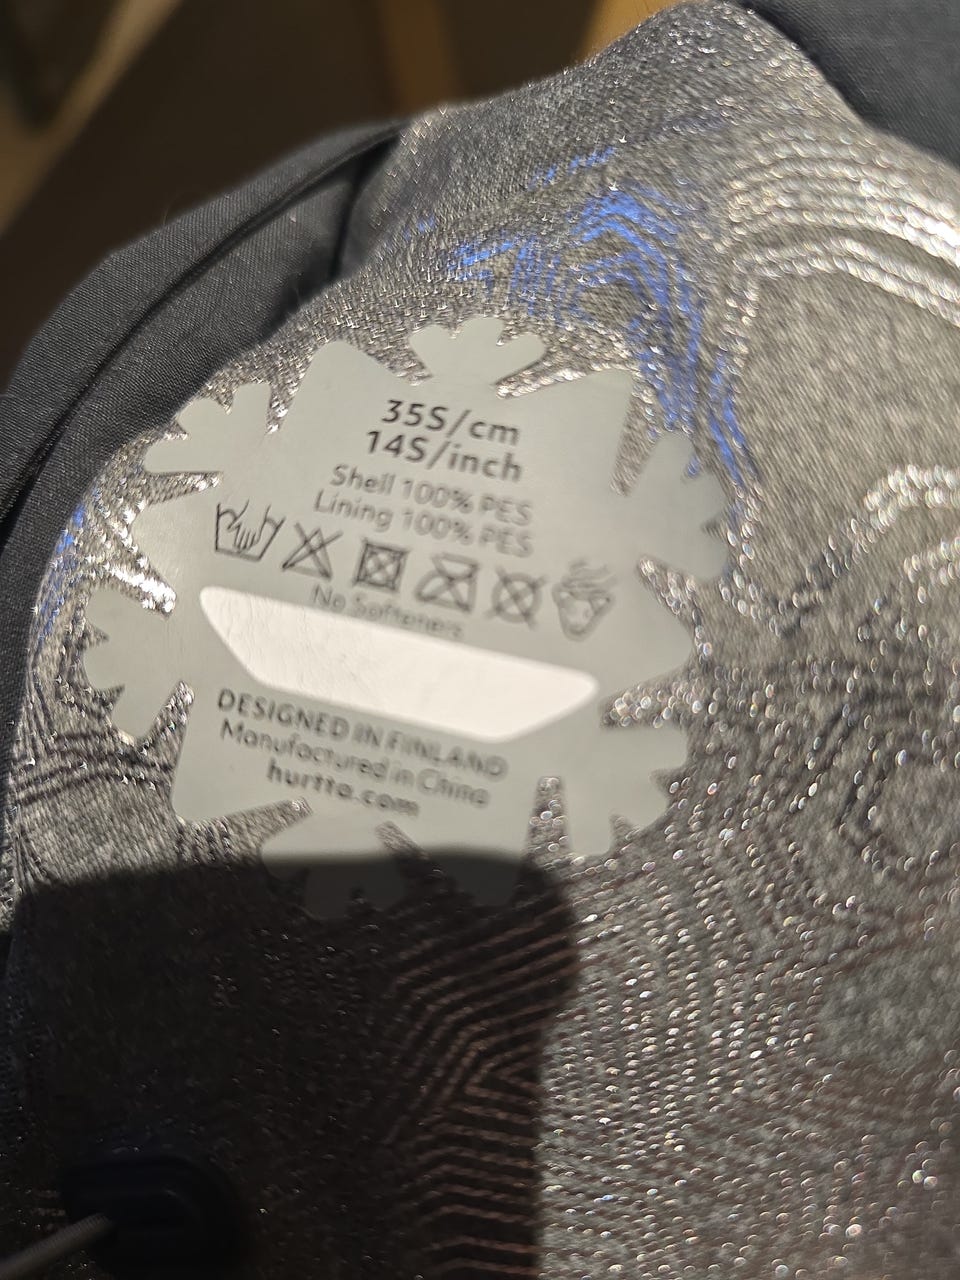 35S/cm
14S/inch
Shell 100% PES
Lining 100% PES
No Softeners
DESIGNED IN FINLAND
Manufactured in China
hurtta.com